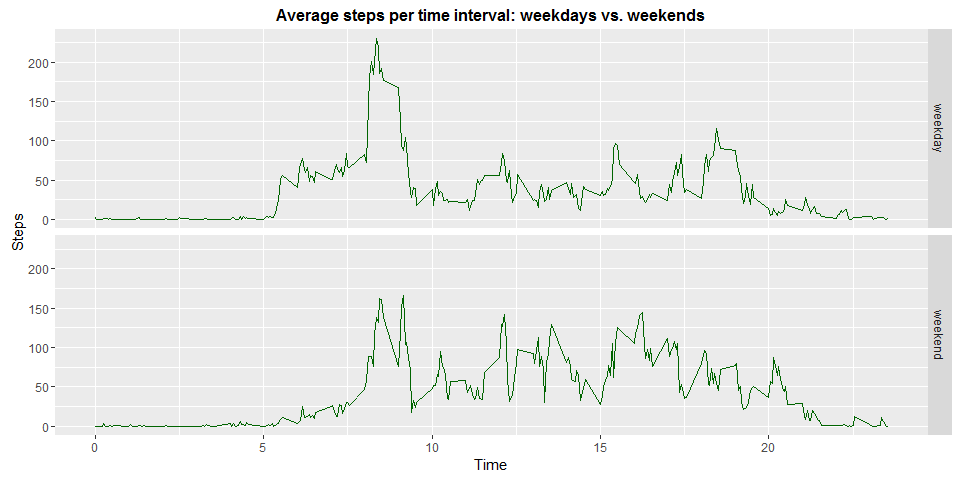 Average steps per time interval: weekdays vs. weekends
200
150
100
50
0
weekday
Steps
200
150
100
50
0
weekend
0 5 10 15 20
Time